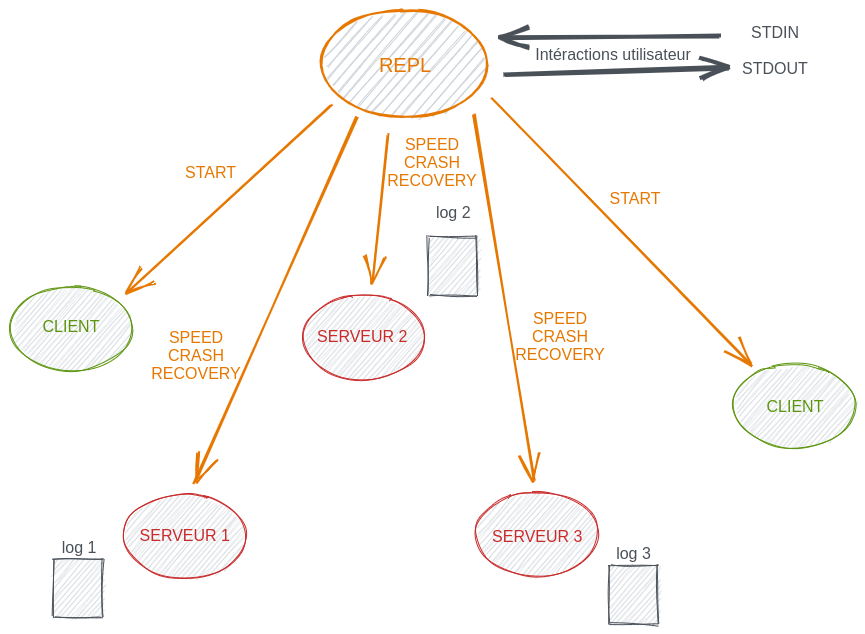 STDIN
REPL
Intéractions utilisateur
STDOUT
SPEED
CRASH
RECOVERY
START
START
log 2
CLIENT
SPEED
CRASH
RECOVERY
SERVEUR 2
SPEED
CRASH
RECOVERY
CLIENT
SERVEUR 1
SERVEUR 3
log 1
log 3